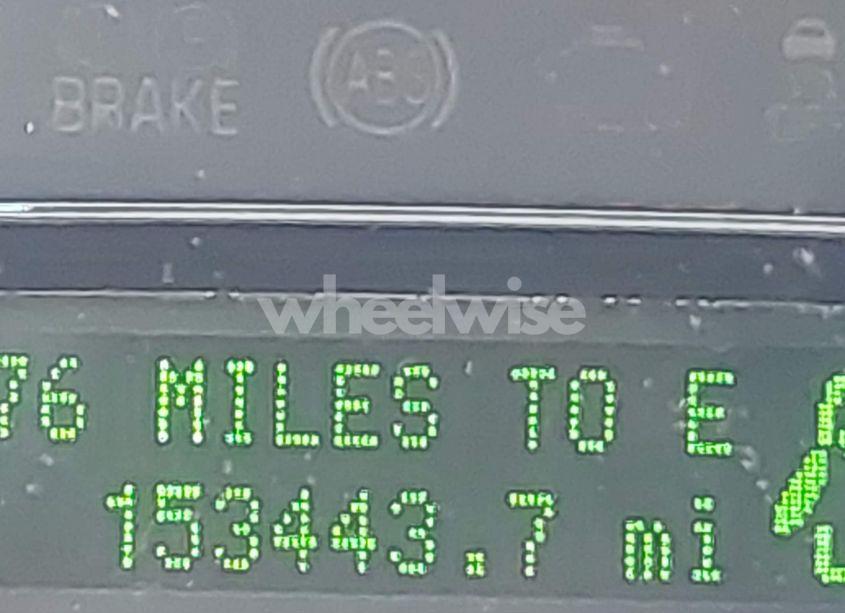 BRAKE ABS
wheelwise
76 MILES TO E
153443.7 mi